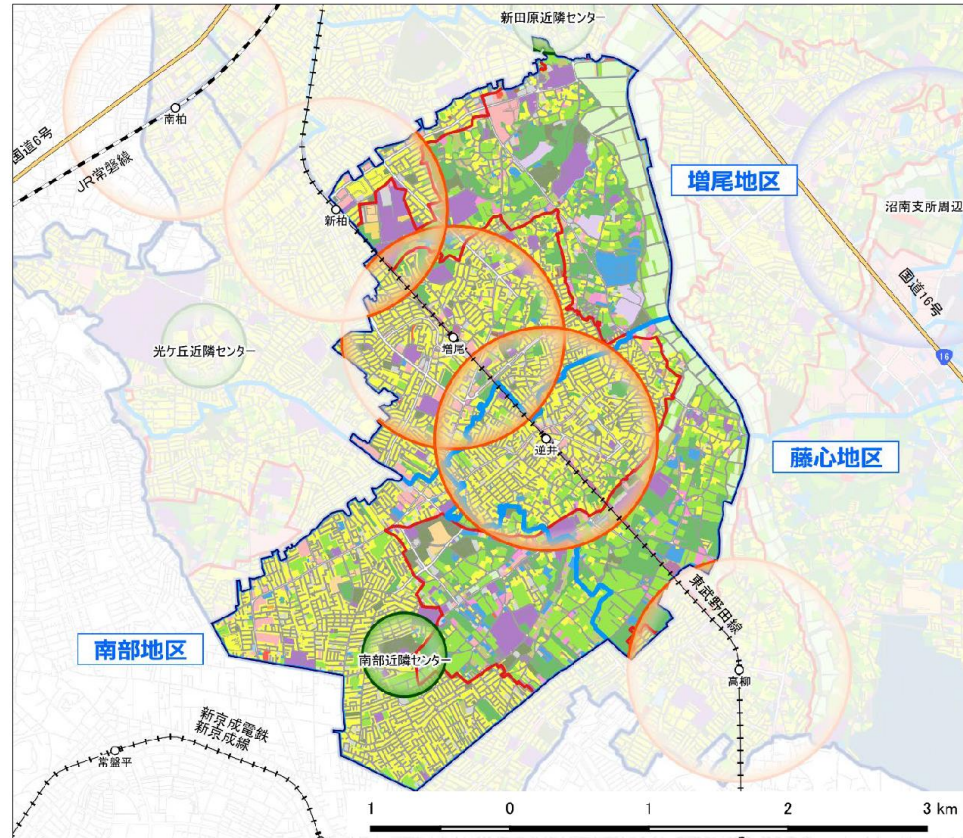 新田原近隣センター
国道6号
JR常磐線
南柏
増尾地区
沼南支所周辺
新柏
国道16号
光ケ丘近隣センター
増尾
16
逆井
藤心地区
東武野田線
南部地区
南部近隣センター
高柳
新京成電鉄
新京成線
常盤平
1 0 1 2 3 km